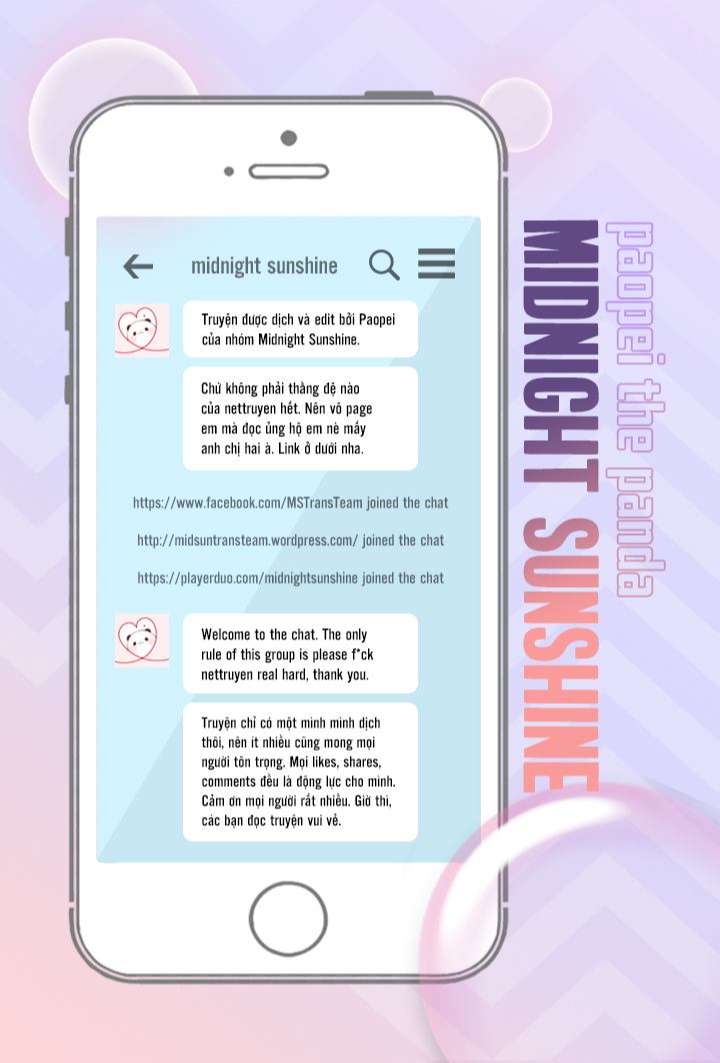 midnight sunshine
Truyện được dịch và edit bởi Paopei
của nhóm Midnight Sunshine.
Chứ không phải thằng đệ nào
của nettruyen hết. Nên vô page
em mà đọc ủng hộ em nè mấy
anh chị hai à. Link ở dưới nha.
https://www.facebook.com/MSTransTeam joined the chat
http://midsuntransteam.wordpress.com/ joined the chat
https://playerduo.com/midnightsunshine joined the chat
Welcome to the chat. The only
rule of this group is please f*ck
nettruyen real hard, thank you.
Truyện chỉ có một mình mình dịch
thôi, nên ít nhiều cũng mong mọi
người tôn trọng. Mọi likes, shares,
comments đều là động lực cho mình.
Cảm ơn mọi người rất nhiều. Giờ thì,
các bạn đọc truyện vui vẻ.
paopei the panda
MIDNIGHT SUNSHINE